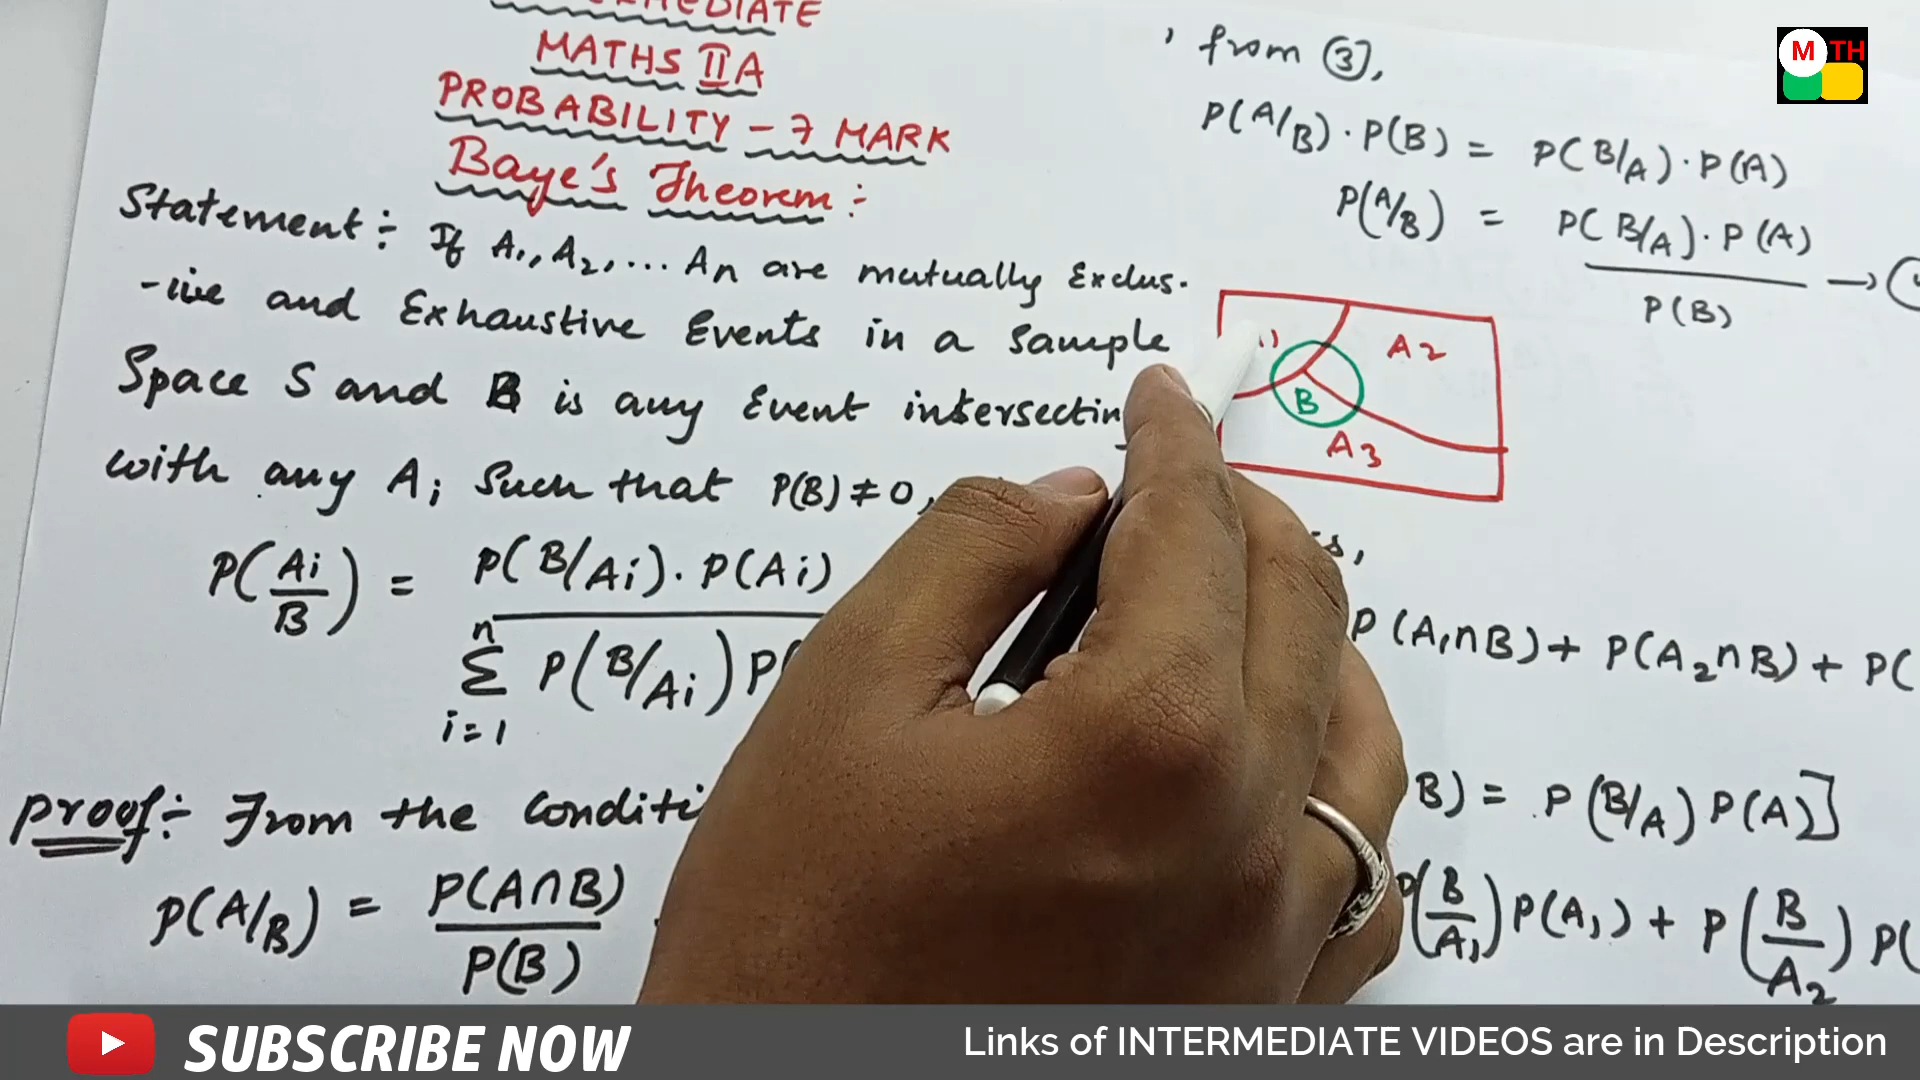 MATHS II A
PROBABILITY - 7 MARK
Baye's Theorem :
Statement :- If A1, A2, ... An are mutually Exclus-
-ive and Exhaustive Events in a Sample
Space S and B is any Event intersectin
with any Ai Such that P(B) ≠ 0,
P(Ai/B) = P(B/Ai). P(Ai)
n
Σ P(B/Ai) P(
i=1
Proof :- From the conditi
P(A/B) = P(A∩B)
P(B)
from ③,
P(A/B) . P(B) = P(B/A) . P(A)
P(A/B) = P(B/A) . P(A) →
P(B)
A2
B
A3
P(A1∩B) + P(A2∩B) + P(
B) = P(B/A) P(A)]
P(B/A1) P(A1) + P(B/A2) P(
M TH
SUBSCRIBE NOW
Links of INTERMEDIATE VIDEOS are in Description